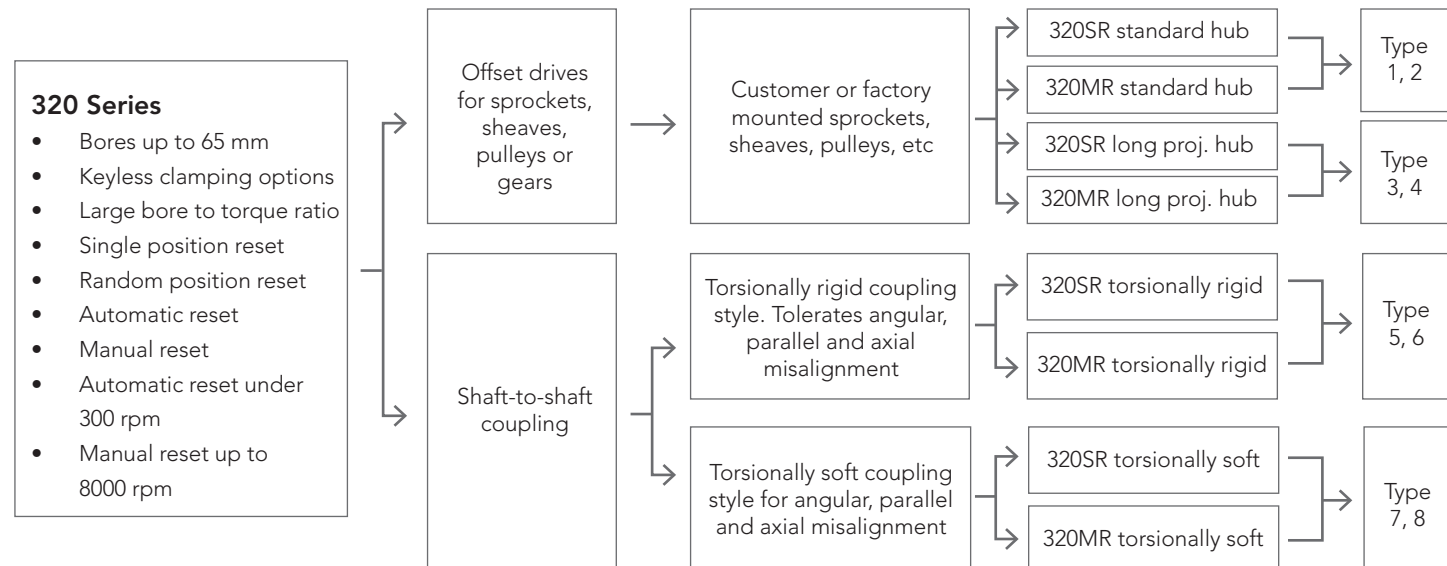 320 Series
• Bores up to 65 mm
• Keyless clamping options
• Large bore to torque ratio
• Single position reset
• Random position reset
• Automatic reset
• Manual reset
• Automatic reset under
300 rpm
• Manual reset up to
8000 rpm
Offset drives
for sprockets,
sheaves,
pulleys or
gears
Customer or factory
mounted sprockets,
sheaves, pulleys, etc
320SR standard hub
320MR standard hub
320SR long proj. hub
320MR long proj. hub
Type
1, 2
Type
3, 4
Shaft-to-shaft
coupling
Torsionally rigid coupling
style. Tolerates angular,
parallel and axial
misalignment
320SR torsionally rigid
320MR torsionally rigid
Type
5, 6
Torsionally soft coupling
style for angular, parallel
and axial misalignment
320SR torsionally soft
320MR torsionally soft
Type
7, 8